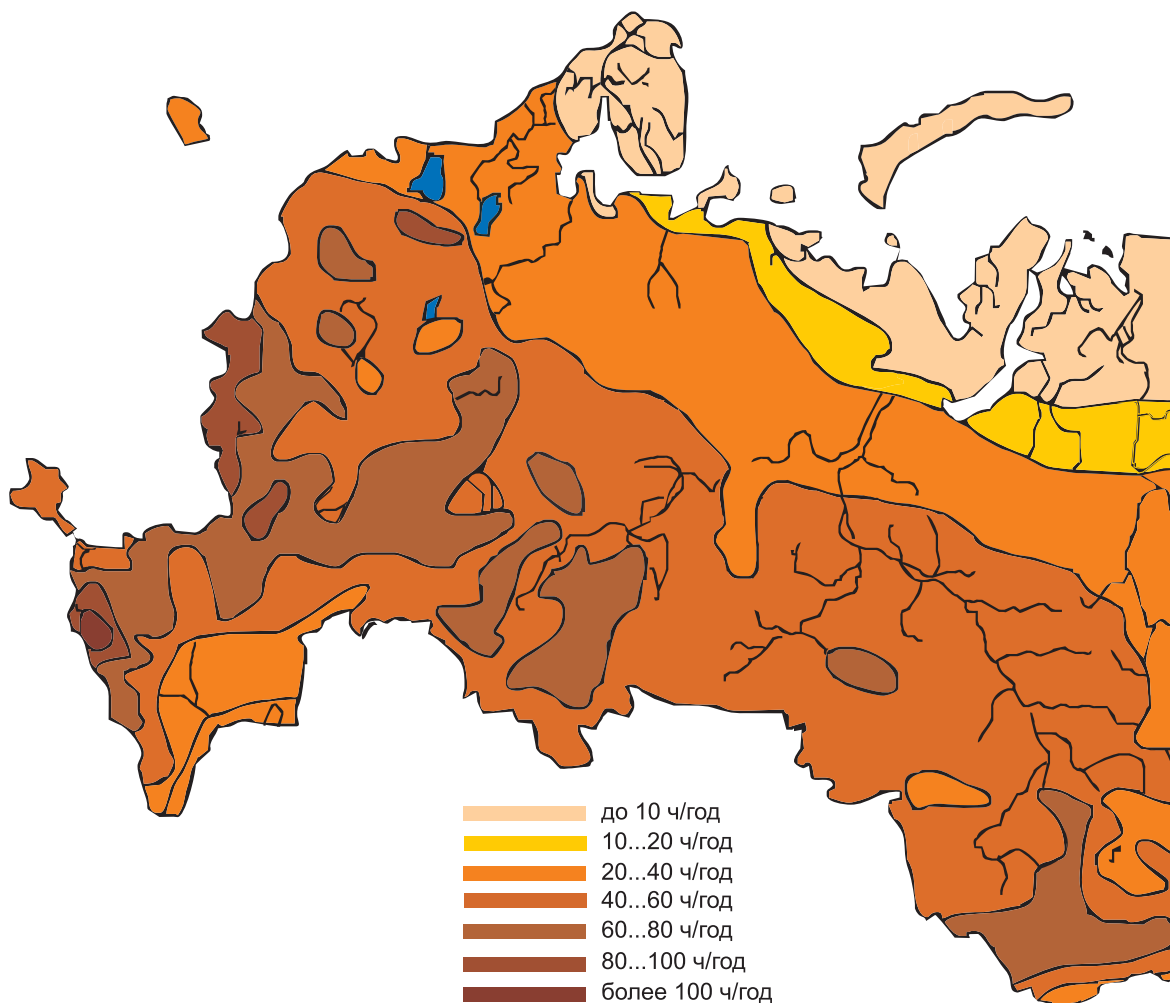 до 10 ч/год
10...20 ч/год
20...40 ч/год
40...60 ч/год
60...80 ч/год
80...100 ч/год
более 100 ч/год